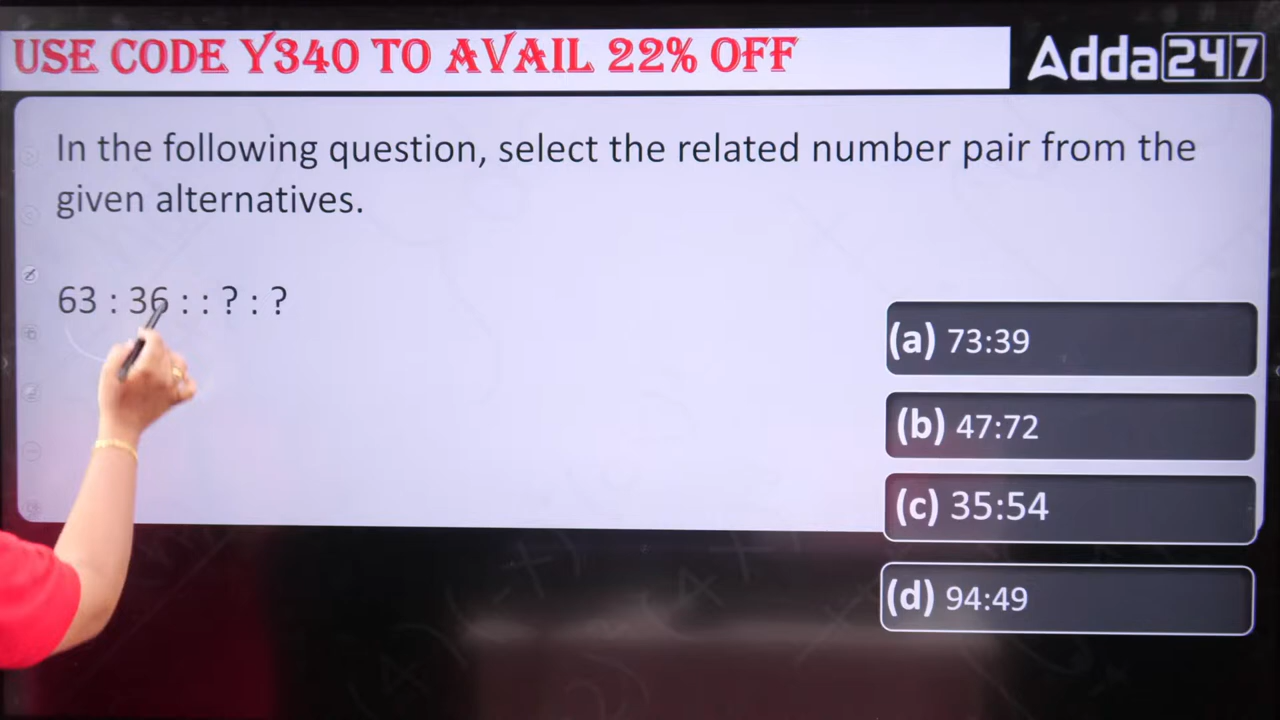 USE CODE Y340 TO AVAIL 22% OFF
Adda247
In the following question, select the related number pair from the
given alternatives.
63 : 36 : : ? : ?
(a) 73:39
(b) 47:72
(c) 35:54
(d) 94:49